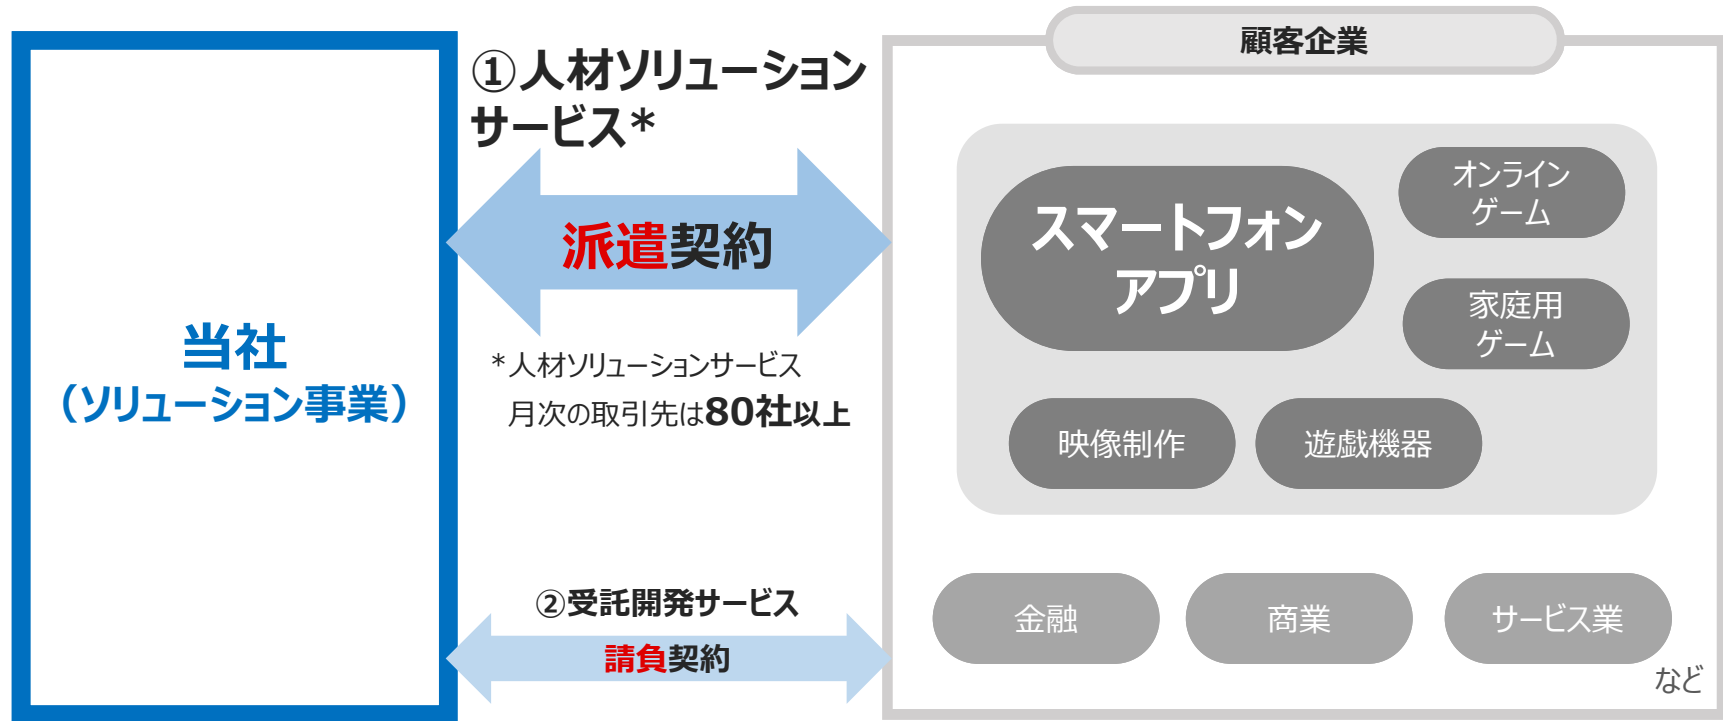 当社
（ソリューション事業）
①人材ソリューション
サービス*
派遣契約
*人材ソリューションサービス
月次の取引先は80社以上
②受託開発サービス
請負契約
顧客企業
スマートフォン
アプリ
オンライン
ゲーム
家庭用
ゲーム
映像制作
遊戯機器
金融
商業
サービス業
など